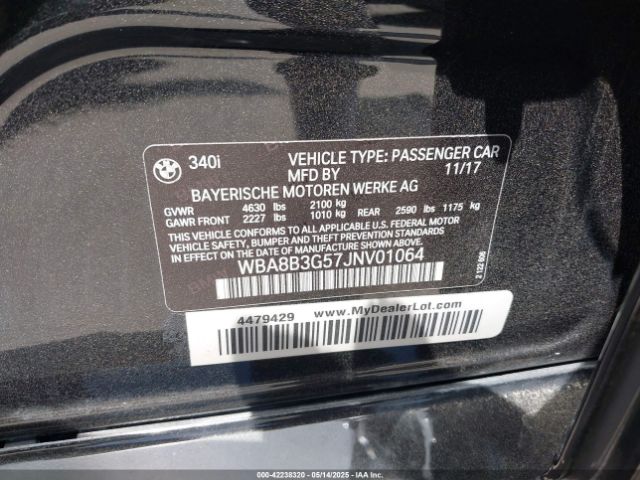 340i VEHICLE TYPE: PASSENGER CAR
MFD BY 11/17
BAYERISCHE MOTOREN WERKE AG
GVWR 4630 lbs 2100 kg
GAWR FRONT 2227 lbs 1010 kg REAR 2590 lbs 1175 kg
THIS VEHICLE CONFORMS TO ALL APPLICABLE U.S. FEDERAL MOTOR
VEHICLE SAFETY, BUMPER AND THEFT PREVENTION STANDARDS
IN EFFECT ON THE DATE OF MANUFACTURE SHOWN ABOVE.
WBA8B3G57JNV01064
2 122 606
4479429 www.MyDealerLot.com
000-42238320 05/14/2025 IAA INC.